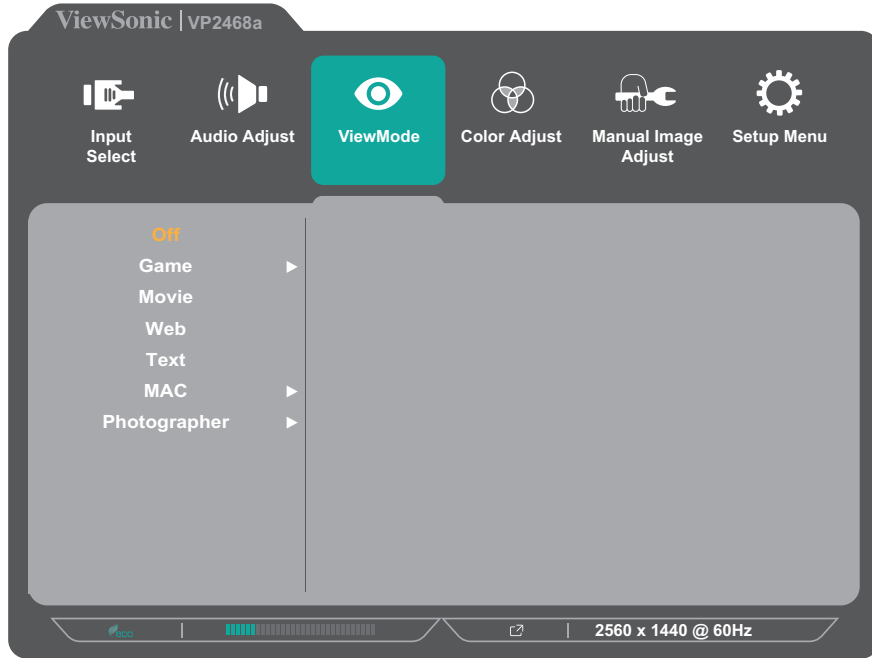 ViewSonic | VP2468a
Input
Select
Audio Adjust
ViewMode
Color Adjust
Manual Image
Adjust
Setup Menu
Off
Game
Movie
Web
Text
MAC
Photographer
eco
2560 x 1440 @ 60Hz